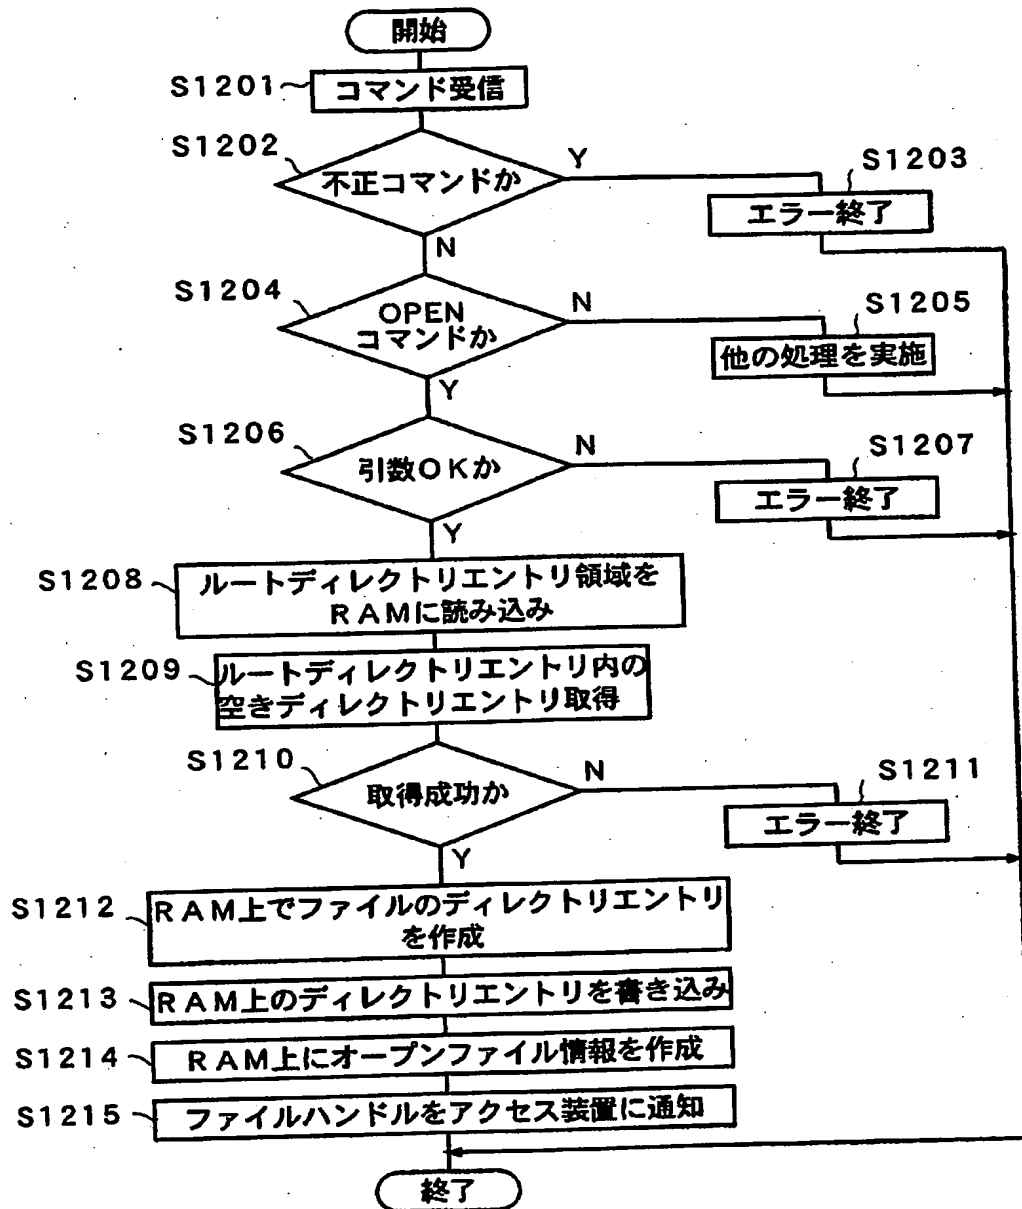 開始
S1201
コマンド受信
S1202
不正コマンドか
Y
S1203
エラー終了
N
S1204
OPEN
コマンドか
N
S1205
他の処理を実施
Y
S1206
引数OKか
N
S1207
エラー終了
Y
S1208
ルートディレクトリエントリ領域を
RAMに読み込み
S1209
ルートディレクトリエントリ内の
空きディレクトリエントリ取得
S1210
取得成功か
N
S1211
エラー終了
Y
S1212
RAM上でファイルのディレクトリエントリ
を作成
S1213
RAM上のディレクトリエントリを書き込み
S1214
RAM上にオープンファイル情報を作成
S1215
ファイルハンドルをアクセス装置に通知
終了